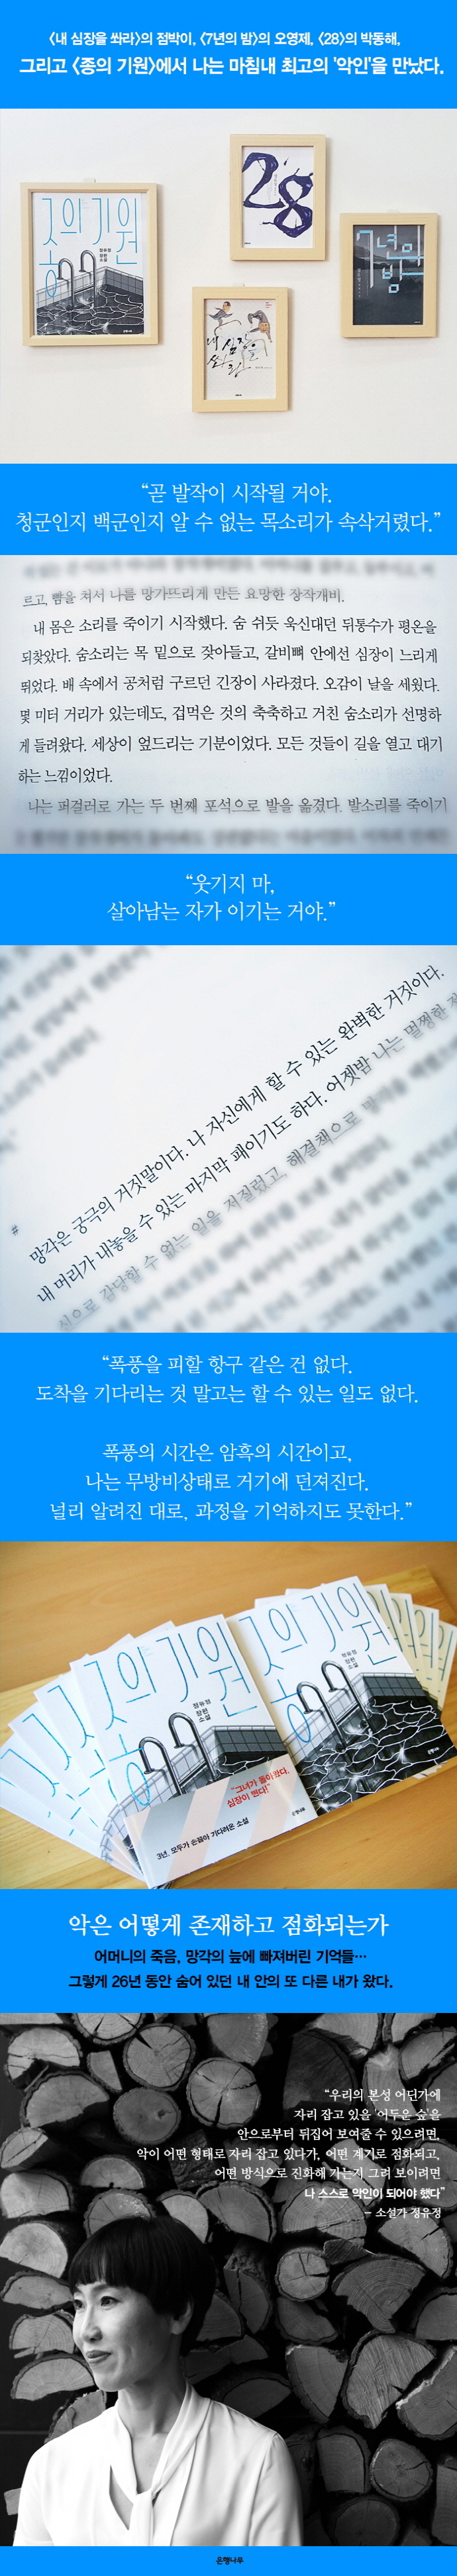 <내 심장을 쏴라>의 점박이, <7년의 밤>의 오영제, <28>의 박동해,
그리고 <종의 기원>에서 나는 마침내 최고의 '악인'을 만났다.
종의 기원
정유정
장편
소설
28
7년의
밤
내 심장을
쏴라
“곧 발작이 시작될 거야.
청군인지 백군인지 알 수 없는 목소리가 속삭거렸다.”
르고, 뺨을 쳐서 나를 망가뜨리게 만든 요망한 장작개비.
내 몸은 소리를 죽이기 시작했다. 숨 쉬듯 욱신대던 뒤통수가 평온을
되찾았다. 숨소리는 목 밑으로 잦아들고, 갈비뼈 안에선 심장이 느리게
뛰었다. 배 속에서 공처럼 구르던 긴장이 사라졌다. 오감이 날을 세웠다.
몇 미터 거리가 있는데도, 겁먹은 것의 축축하고 거친 숨소리가 선명하
게 들려왔다. 세상이 엎드리는 기분이었다. 모든 것들이 길을 열고 대기
하는 느낌이었다.
나는 퍼걸러로 가는 두 번째 포석으로 발을 옮겼다. 발소리를 죽이기
“웃기지 마,
살아남는 자가 이기는 거야.”
#
망각은 궁극의 거짓말이다. 나 자신에게 할 수 있는 완벽한 거짓이다.
내 머리가 내놓을 수 있는 마지막 패이기도 하다. 어젯밤 나는 멀쩡한 정
신으로 감당할 수 없는 일을 저질렀고, 해결책으로 망각을
“폭풍을 피할 항구 같은 건 없다.
도착을 기다리는 것 말고는 할 수 있는 일도 없다.
폭풍의 시간은 암흑의 시간이고,
나는 무방비상태로 거기에 던져진다.
널리 알려진 대로, 과정을 기억하지도 못한다.”
종의 기원
정유정
장편
소설
종의 기원
정유정
장편
소설
은행나무
은행나무
“그녀가 돌아왔다.
심장이 뛴다!”
3년, 모두가 손꼽아 기다려온 소설
악은 어떻게 존재하고 점화되는가
어머니의 죽음, 망각의 늪에 빠져버린 기억들…
그렇게 26년 동안 숨어 있던 내 안의 또 다른 내가 왔다.
“우리의 본성 어딘가에
자리 잡고 있을 '어두운 숲'을
안으로부터 뒤집어 보여줄 수 있으려면,
악이 어떤 형태로 자리 잡고 있다가, 어떤 계기로 점화되고,
어떤 방식으로 진화해 가는지 그려 보이려면
나 스스로 악인이 되어야 했다”
– 소설가 정유정
은행나무